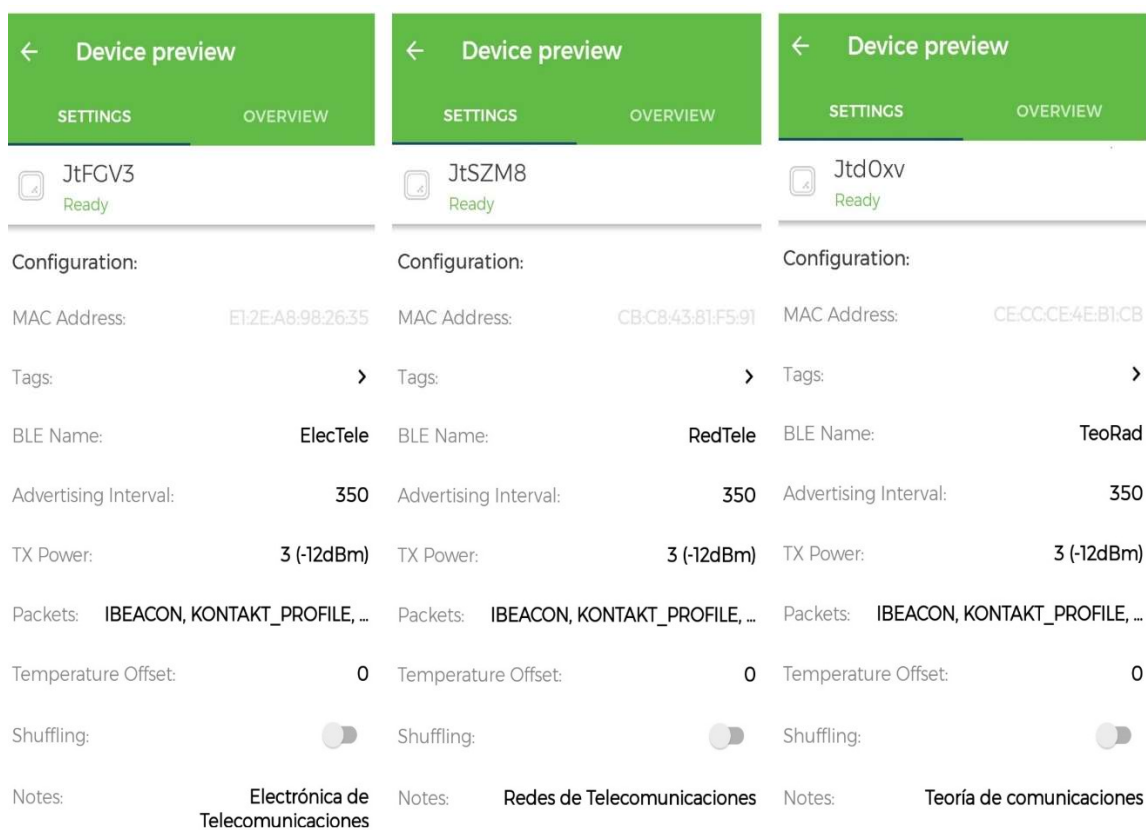 Device preview
SETTINGS OVERVIEW
JtFGV3
Ready
Configuration:
MAC Address: E1:2E:A8:98:26:35
Tags:
BLE Name: ElecTele
Advertising Interval: 350
TX Power: 3 (-12dBm)
Packets: IBEACON, KONTAKT_PROFILE, ...
Temperature Offset: 0
Shuffling:
Notes: Electrónica de
Telecomunicaciones
Device preview
SETTINGS OVERVIEW
JtSZM8
Ready
Configuration:
MAC Address: CB:C8:43:81:F5:91
Tags:
BLE Name: RedTele
Advertising Interval: 350
TX Power: 3 (-12dBm)
Packets: IBEACON, KONTAKT_PROFILE, ...
Temperature Offset: 0
Shuffling:
Notes: Redes de Telecomunicaciones
Device preview
SETTINGS OVERVIEW
Jtd0xv
Ready
Configuration:
MAC Address: CE:CC:CE:4E:B1:CB
Tags:
BLE Name: TeoRad
Advertising Interval: 350
TX Power: 3 (-12dBm)
Packets: IBEACON, KONTAKT_PROFILE, ...
Temperature Offset: 0
Shuffling:
Notes: Teoría de comunicaciones